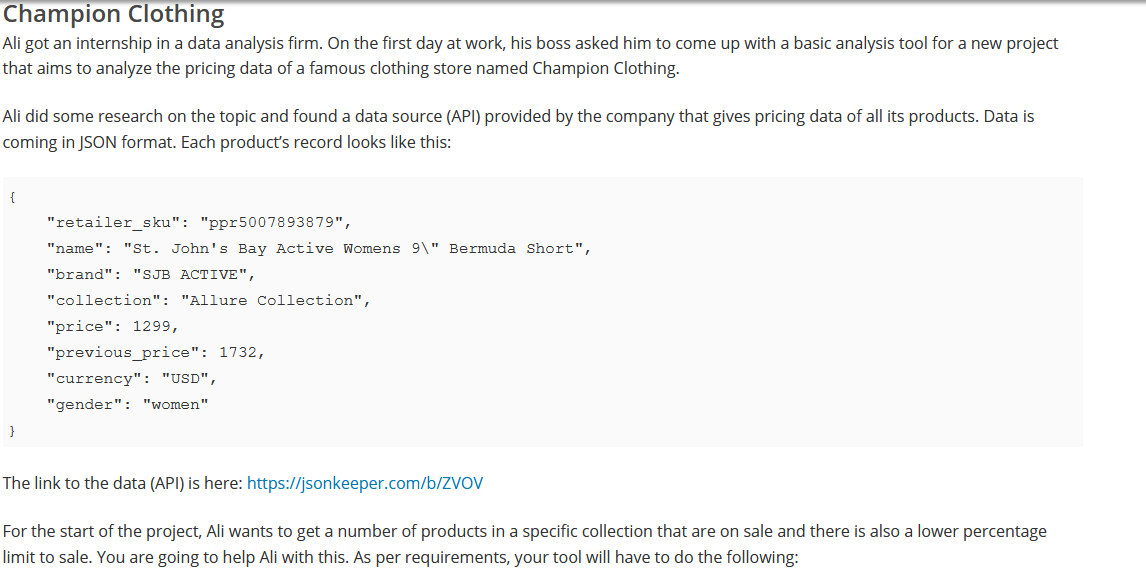 Champion Clothing
Ali got an internship in a data analysis firm. On the first day at work, his boss asked him to come up with a basic analysis tool for a new project
that aims to analyze the pricing data of a famous clothing store named Champion Clothing.
Ali did some research on the topic and found a data source (API) provided by the company that gives pricing data of all its products. Data is
coming in JSON format. Each product’s record looks like this:
{
    "retailer_sku": "ppr5007893879",
    "name": "St. John's Bay Active Womens 9\" Bermuda Short",
    "brand": "SJB ACTIVE",
    "collection": "Allure Collection",
    "price": 1299,
    "previous_price": 1732,
    "currency": "USD",
    "gender": "women"
}
The link to the data (API) is here: https://jsonkeeper.com/b/ZVOV
For the start of the project, Ali wants to get a number of products in a specific collection that are on sale and there is also a lower percentage
limit to sale. You are going to help Ali with this. As per requirements, your tool will have to do the following: